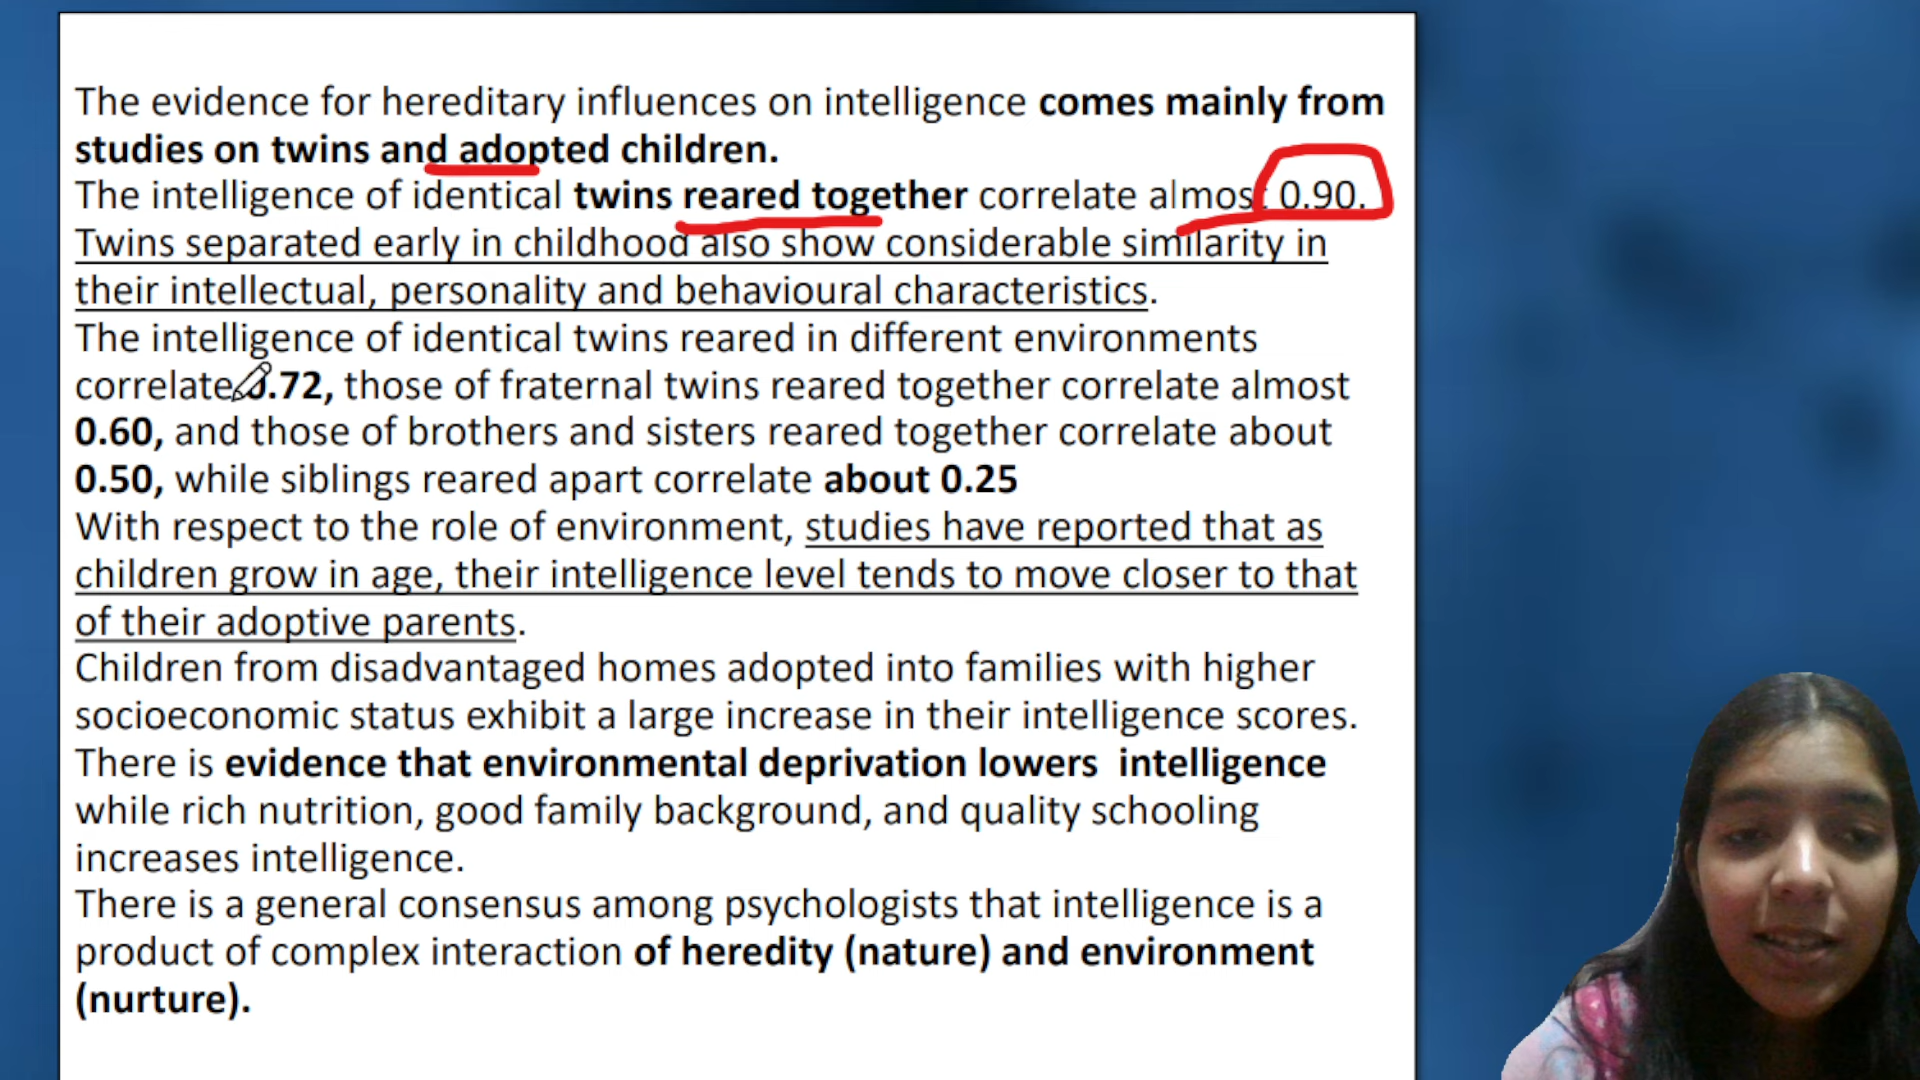 The evidence for hereditary influences on intelligence comes mainly from
studies on twins and adopted children.
The intelligence of identical twins reared together correlate almost 0.90.
Twins separated early in childhood also show considerable similarity in
their intellectual, personality and behavioural characteristics.
The intelligence of identical twins reared in different environments
correlate 0.72, those of fraternal twins reared together correlate almost
0.60, and those of brothers and sisters reared together correlate about
0.50, while siblings reared apart correlate about 0.25
With respect to the role of environment, studies have reported that as
children grow in age, their intelligence level tends to move closer to that
of their adoptive parents.
Children from disadvantaged homes adopted into families with higher
socioeconomic status exhibit a large increase in their intelligence scores.
There is evidence that environmental deprivation lowers  intelligence
while rich nutrition, good family background, and quality schooling
increases intelligence.
There is a general consensus among psychologists that intelligence is a
product of complex interaction of heredity (nature) and environment
(nurture).